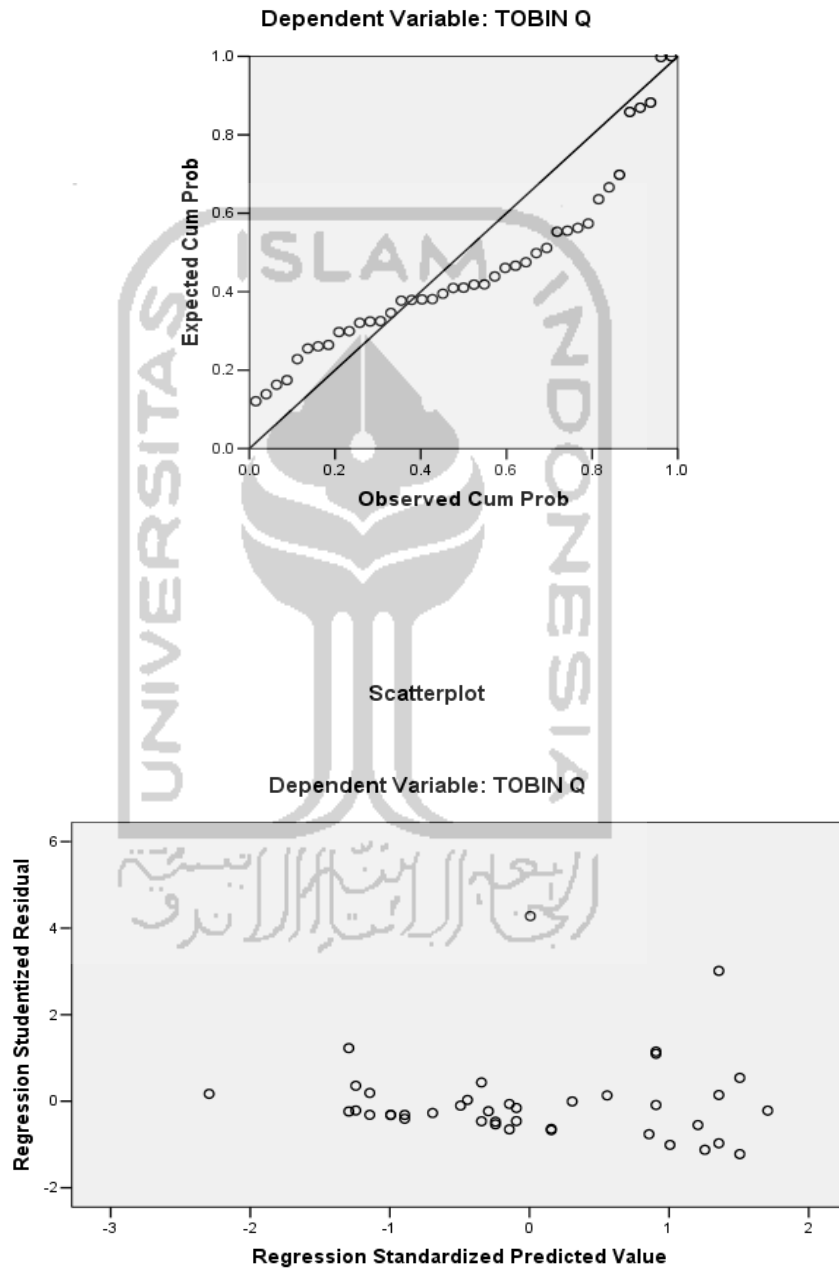 Dependent Variable: TOBIN Q
1.0
0.8
0.6
0.4
0.2
0.0
Expected Cum Prob
0.0 0.2 0.4 0.6 0.8 1.0
Observed Cum Prob
UNIVERSITAS
ISLAM
INDONESIA
Scatterplot
Dependent Variable: TOBIN Q
6
4
2
0
-2
Regression Studentized Residual
-3 -2 -1 0 1 2
Regression Standardized Predicted Value